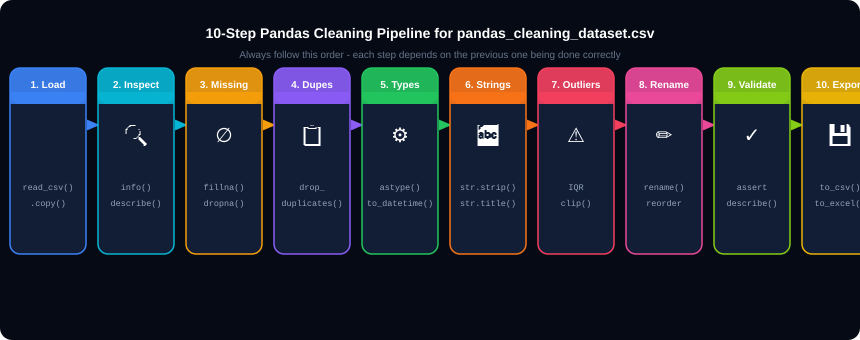 10-Step Pandas Cleaning Pipeline for pandas_cleaning_dataset.csv
Always follow this order - each step depends on the previous one being done correctly
1. Load
read_csv()
.copy()
2. Inspect
info()
describe()
3. Missing
fillna()
dropna()
4. Dupes
drop_
duplicates()
5. Types
astype()
to_datetime()
6. Strings
abc
str.strip()
str.title()
7. Outliers
IQR
clip()
8. Rename
rename()
reorder
9. Validate
assert
describe()
10. Expor
to_csv()
to_excel(